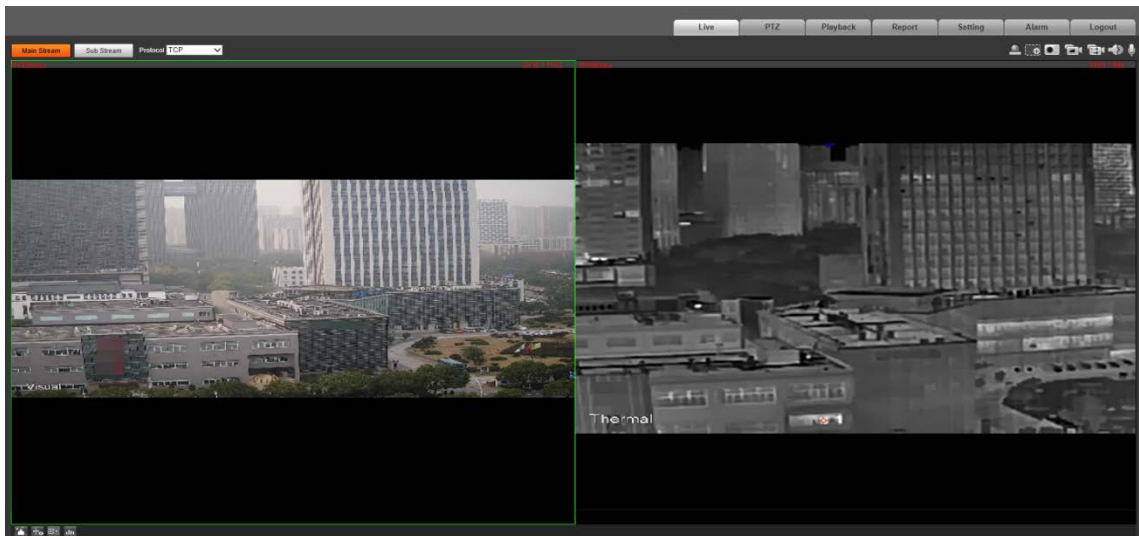 Live PTZ Playback Report Setting Alarm Logout
Main Stream Sub Stream Protocol TCP
Visual
Thermal